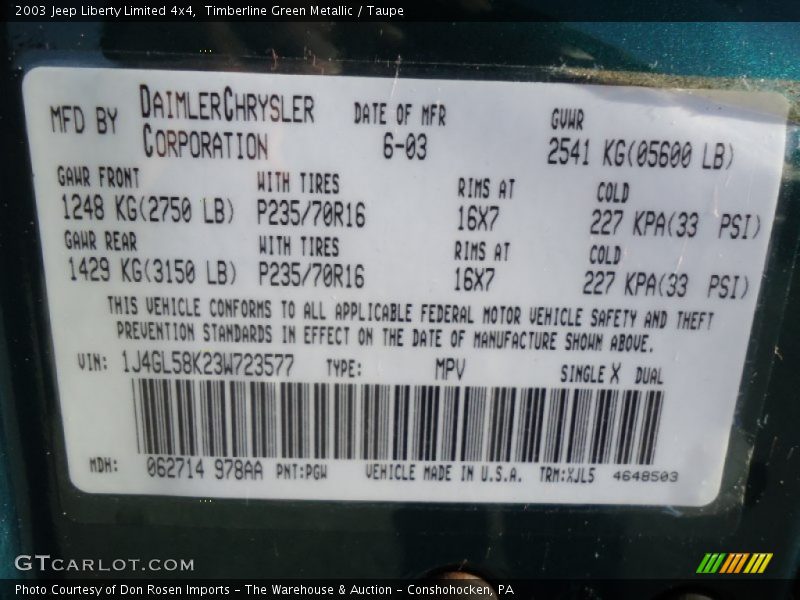 2003 Jeep Liberty Limited 4x4,  Timberline Green Metallic / Taupe
MFD BY DAIMLERCHRYSLER CORPORATION DATE OF MFR 6-03 GVWR 2541 KG(05600 LB)
GAWR FRONT WITH TIRES RIMS AT COLD
1248 KG(2750 LB) P235/70R16 16X7 227 KPA(33 PSI)
GAWR REAR WITH TIRES RIMS AT COLD
1429 KG(3150 LB) P235/70R16 16X7 227 KPA(33 PSI)
THIS VEHICLE CONFORMS TO ALL APPLICABLE FEDERAL MOTOR VEHICLE SAFETY AND THEFT
PREVENTION STANDARDS IN EFFECT ON THE DATE OF MANUFACTURE SHOWN ABOVE.
VIN: 1J4GL58K23W723577 TYPE: MPV SINGLE X DUAL
MDH: 062714 978AA PNT:PGW VEHICLE MADE IN U.S.A. TRM:XJL5 4648503
GTCARLOT.COM
Photo Courtesy of Don Rosen Imports - The Warehouse & Auction - Conshohocken, PA